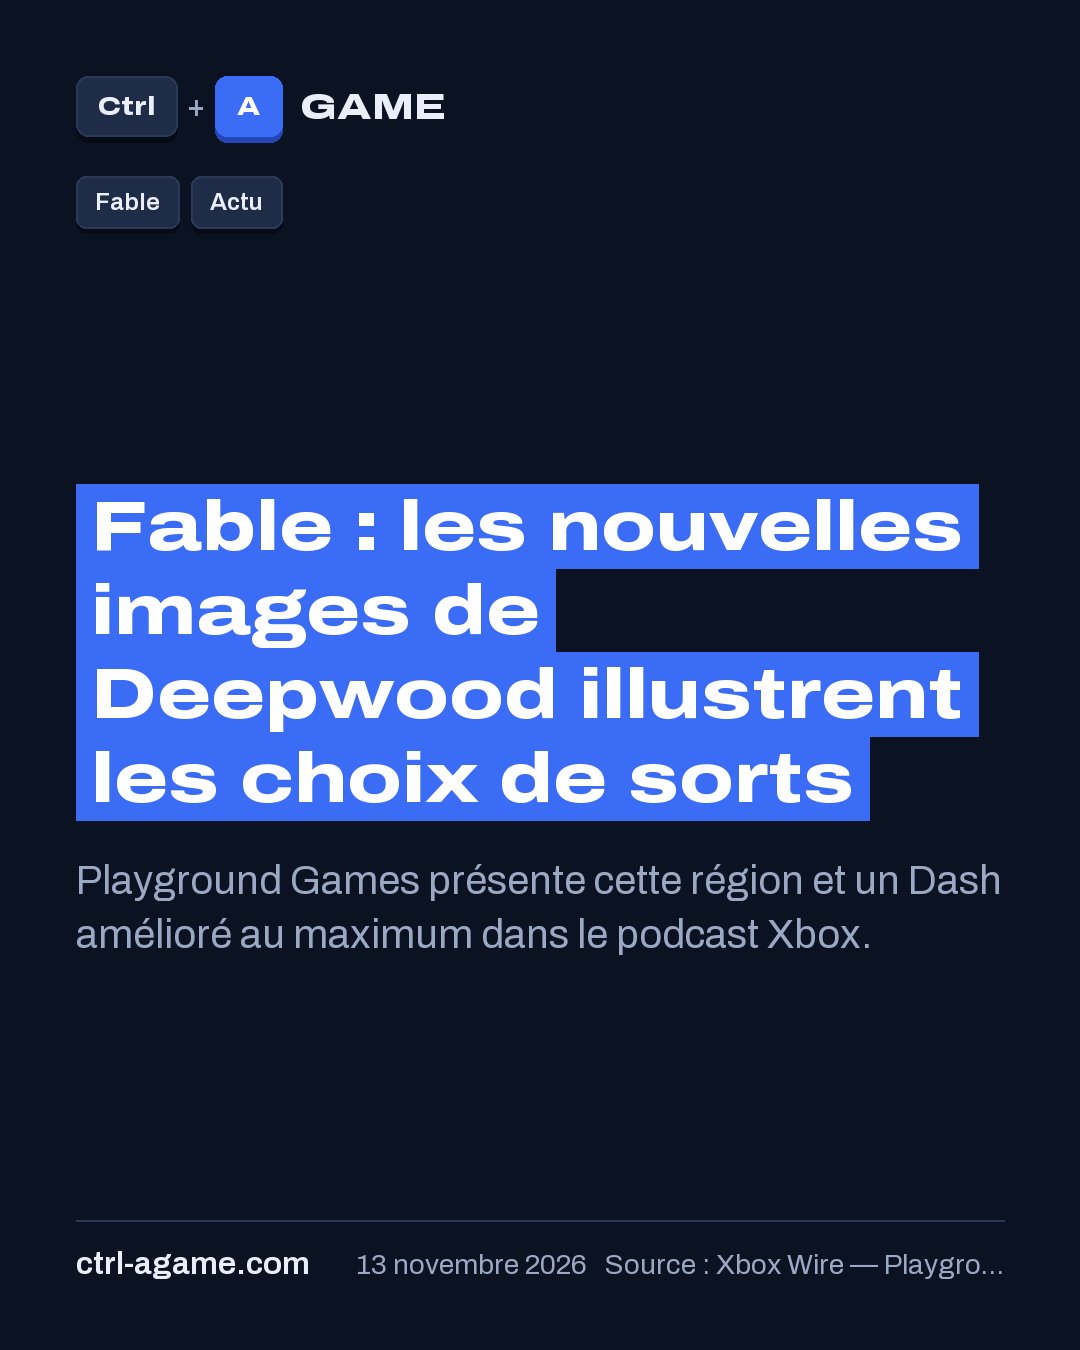 Ctrl + A GAME
Fable Actu
Fable : les nouvelles
images de
Deepwood illustrent
les choix de sorts
Playground Games présente cette région et un Dash
amélioré au maximum dans le podcast Xbox.
ctrl-agame.com 13 novembre 2026 Source : Xbox Wire — Playgro…